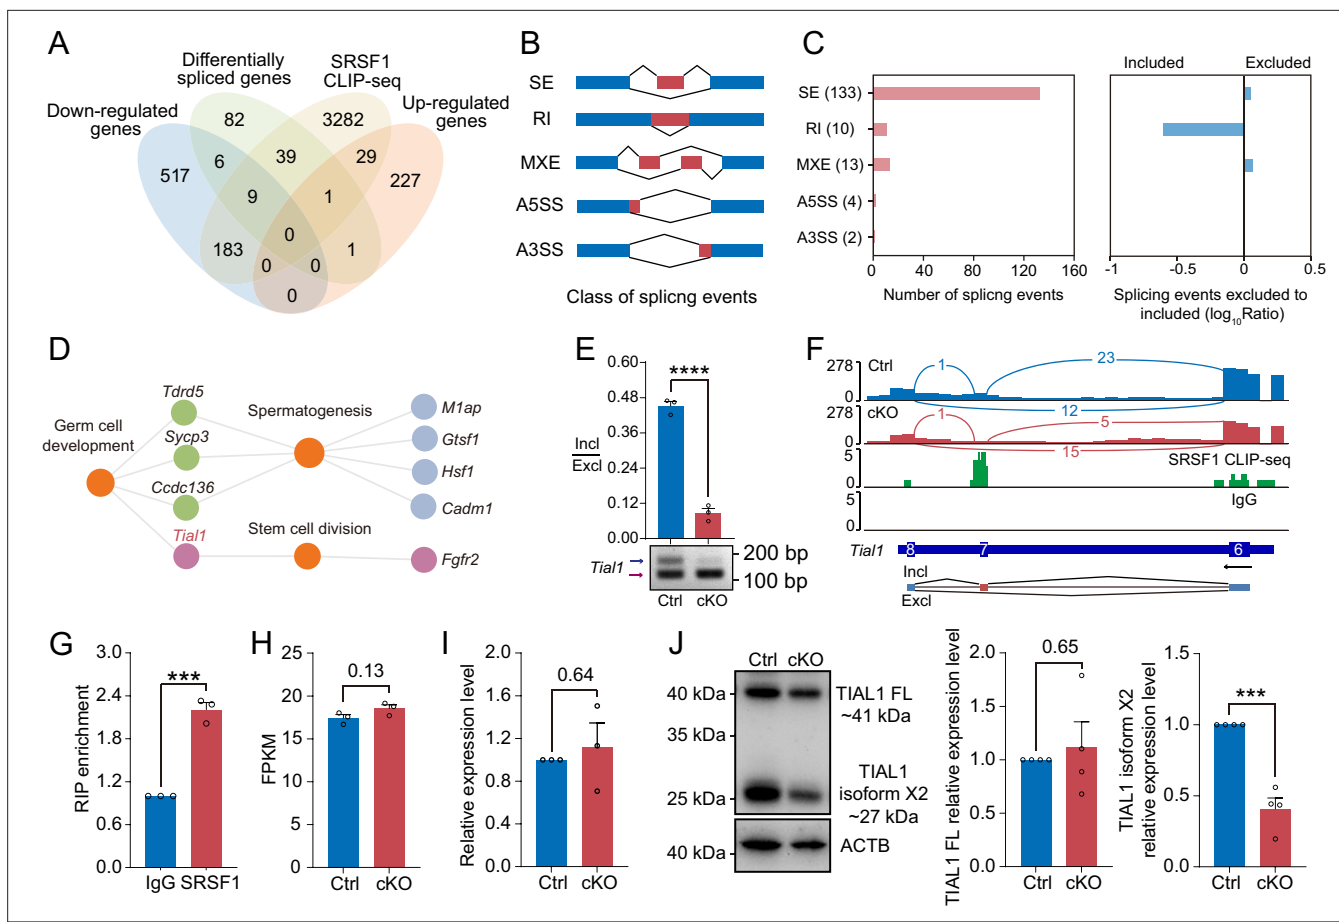 A
Differentially
spliced genes
SRSF1
CLIP-seq
Down-regulated
genes
Up-regulated
genes
82
3282
6
39
29
517
227
9
1
0
183
1
0
0
0
B
SE
RI
MXE
A5SS
A3SS
Class of splicng events
C
SE (133)
RI (10)
MXE (13)
A5SS (4)
A3SS (2)
0
40
80
120
160
Number of splicng events
Included
Excluded
-1
-0.5
0
0.5
Splicing events excluded to
included (log10Ratio)
D
Germ cell
development
Tdrd5
Sycp3
Ccdc136
Tial1
Spermatogenesis
Stem cell division
M1ap
Gtsf1
Hsf1
Cadm1
Fgfr2
E
0.60
0.48
0.36
0.24
0.12
0.00
Incl
Excl
****
Tial1
200 bp
100 bp
Ctrl
cKO
F
278
0
Ctrl
1
23
12
278
0
cKO
1
5
15
5
0
SRSF1 CLIP-seq
5
0
IgG
Tial1
8
7
6
Incl
Excl
G
RIP enrichment
3.0
2.4
1.8
1.2
0.6
0.0
***
IgG SRSF1
H
FPKM
25
20
15
10
5
0
0.13
Ctrl
cKO
I
Relative expression level
2.0
1.6
1.2
0.8
0.4
0.0
0.64
Ctrl
cKO
J
Ctrl cKO
40 kDa
35 kDa
25 kDa
40 kDa
TIAL1 FL
~41 kDa
TIAL1
isoform X2
~27 kDa
ACTB
TIAL1 FL relative expression level
2.0
1.5
1.0
0.5
0.0
0.65
Ctrl
cKO
TIAL1 isoform X2
relative expression level
1.5
1.0
0.5
0.0
***
Ctrl
cKO